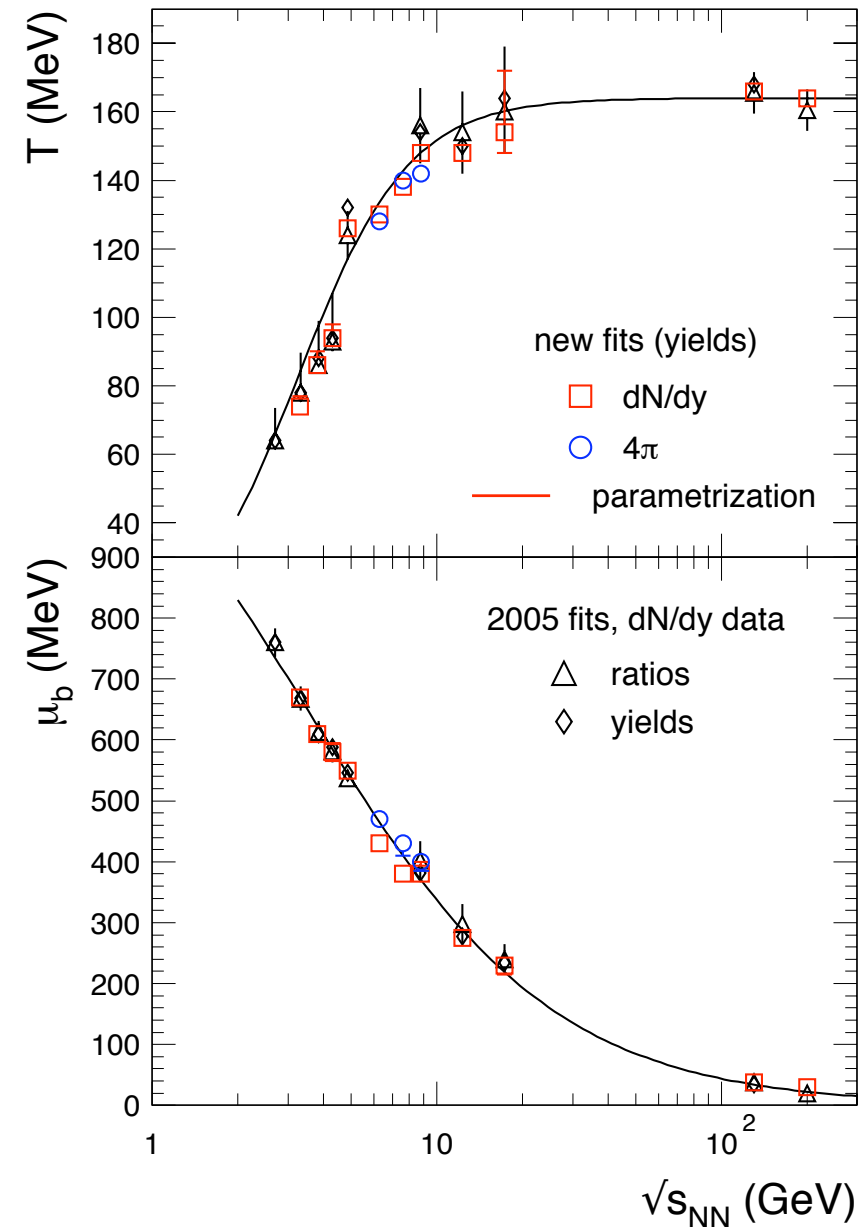 T (MeV)
180
160
140
120
100
80
60
40
new fits (yields)
dN/dy
4π
parametrization
μb (MeV)
900
800
700
600
500
400
300
200
100
0
2005 fits, dN/dy data
ratios
yields
1
10
10²
√sNN (GeV)